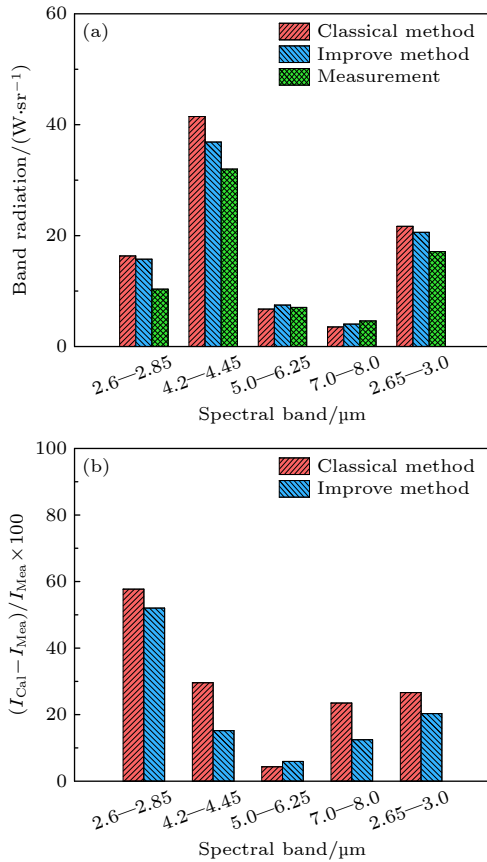 (a)
Classical method
Improve method
Measurement
Band radiation/(W·sr⁻¹)
60
40
20
0
2.6—2.85
4.2—4.45
5.0—6.25
7.0—8.0
2.65—3.0
Spectral band/μm
(b)
Classical method
Improve method
(I_Cal−I_Mea)/I_Mea×100
100
80
60
40
20
0
2.6—2.85
4.2—4.45
5.0—6.25
7.0—8.0
2.65—3.0
Spectral band/μm